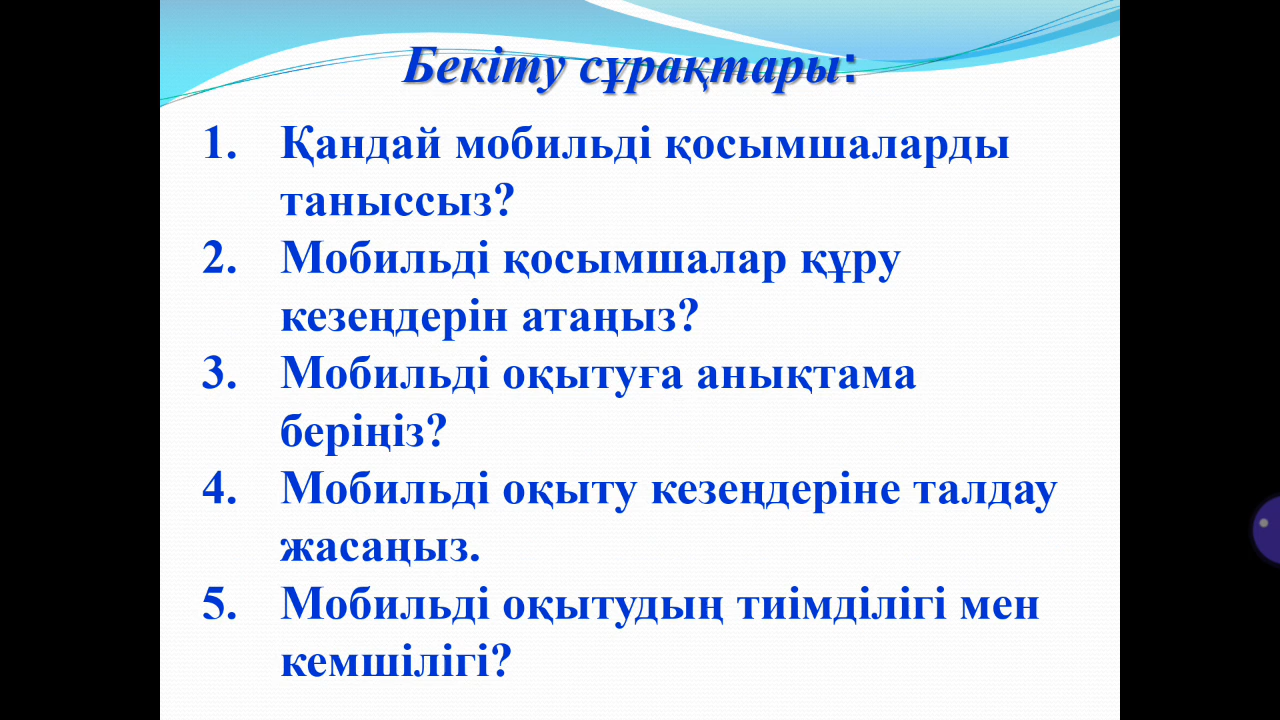 Бекіту сұрақтары:
1. Қандай мобильді қосымшаларды
таныссыз?
2. Мобильді қосымшалар құру
кезеңдерін атаңыз?
3. Мобильді оқытуға анықтама
беріңіз?
4. Мобильді оқыту кезеңдеріне талдау
жасаңыз.
5. Мобильді оқытудың тиімділігі мен
кемшілігі?